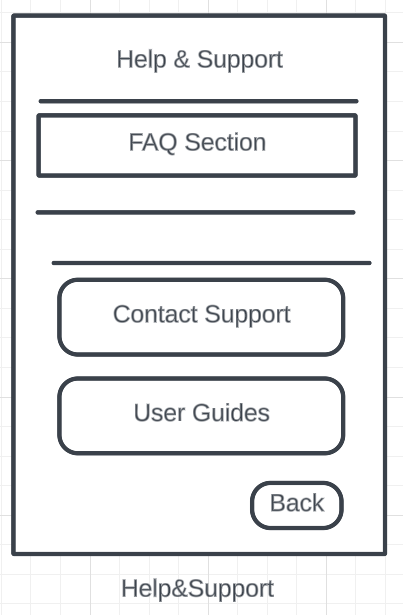 Help & Support
FAQ Section
Contact Support
User Guides
Back
Help&Support